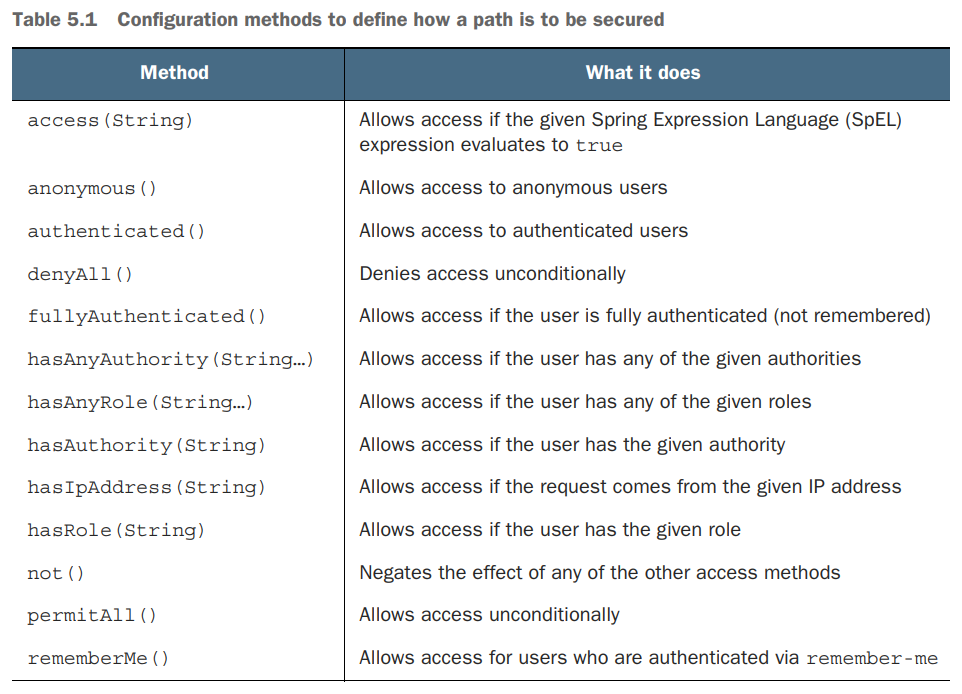 Table 5.1 Configuration methods to define how a path is to be secured
Method What it does
access(String) Allows access if the given Spring Expression Language (SpEL)
expression evaluates to true
anonymous() Allows access to anonymous users
authenticated() Allows access to authenticated users
denyAll() Denies access unconditionally
fullyAuthenticated() Allows access if the user is fully authenticated (not remembered)
hasAnyAuthority(String…) Allows access if the user has any of the given authorities
hasAnyRole(String…) Allows access if the user has any of the given roles
hasAuthority(String) Allows access if the user has the given authority
hasIpAddress(String) Allows access if the request comes from the given IP address
hasRole(String) Allows access if the user has the given role
not() Negates the effect of any of the other access methods
permitAll() Allows access unconditionally
rememberMe() Allows access for users who are authenticated via remember-me